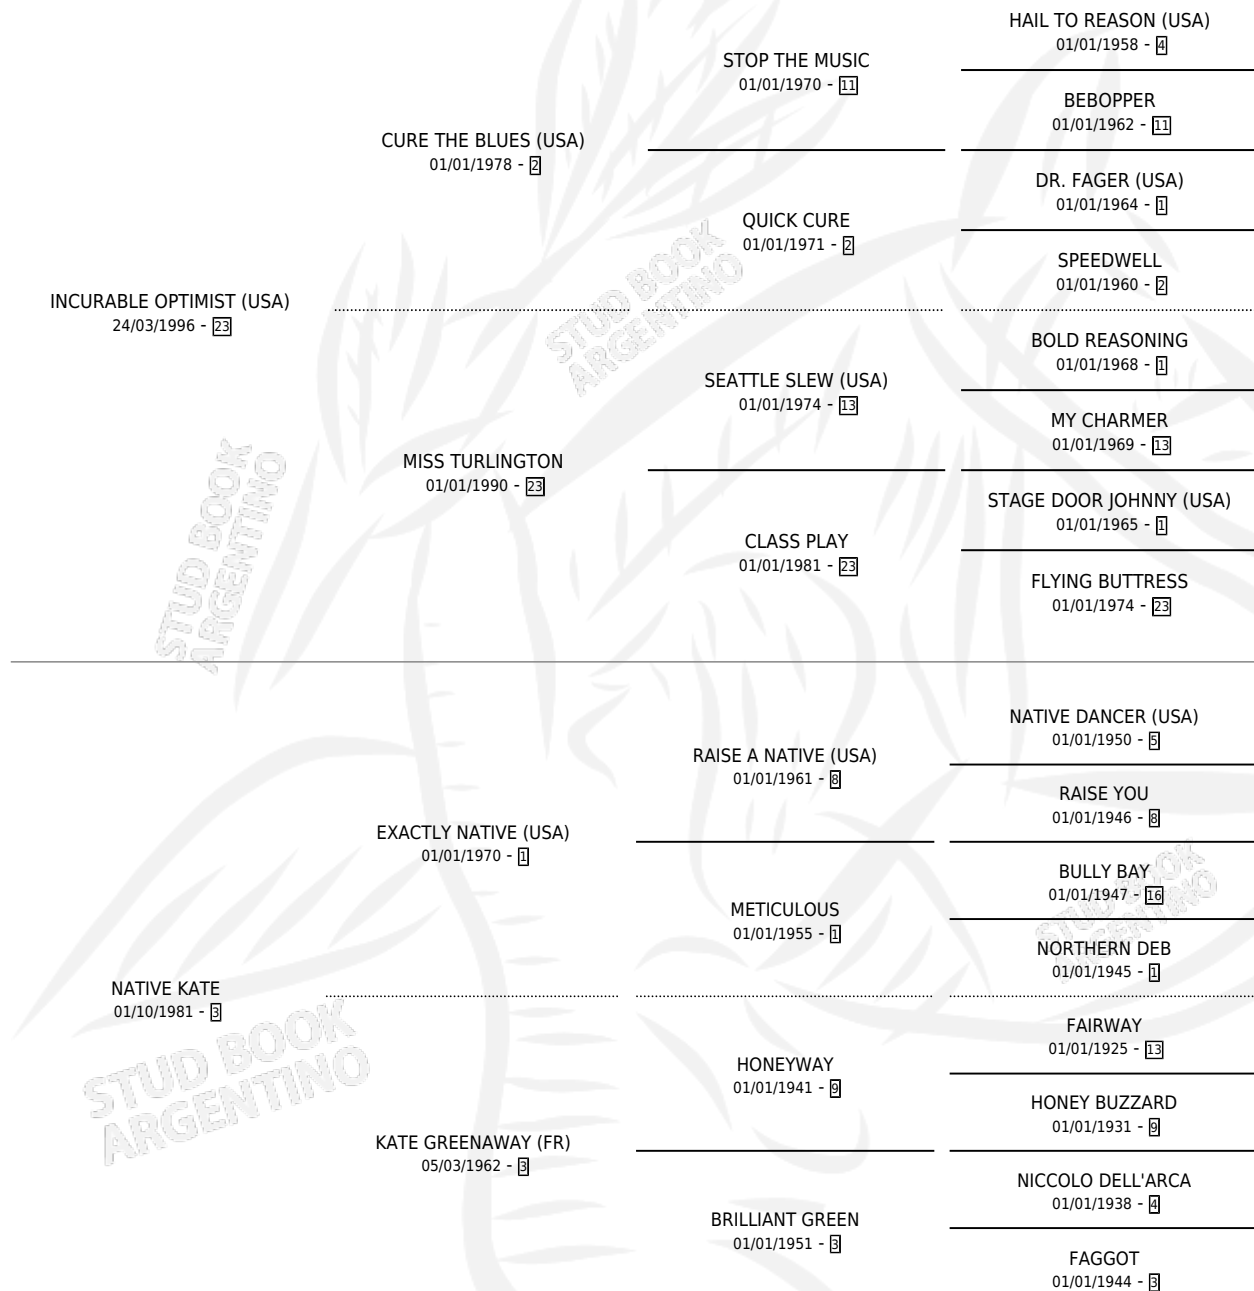 HAIL TO REASON (USA)
01/01/1958 - 4
STOP THE MUSIC
01/01/1970 - 11
BEBOPPER
01/01/1962 - 11
CURE THE BLUES (USA)
01/01/1978 - 2
DR. FAGER (USA)
01/01/1964 - 1
QUICK CURE
01/01/1971 - 2
SPEEDWELL
01/01/1960 - 2
INCURABLE OPTIMIST (USA)
24/03/1996 - 23
BOLD REASONING
01/01/1968 - 1
SEATTLE SLEW (USA)
01/01/1974 - 13
MY CHARMER
01/01/1969 - 13
MISS TURLINGTON
01/01/1990 - 23
STAGE DOOR JOHNNY (USA)
01/01/1965 - 1
CLASS PLAY
01/01/1981 - 23
FLYING BUTTRESS
01/01/1974 - 23
NATIVE DANCER (USA)
01/01/1950 - 5
RAISE A NATIVE (USA)
01/01/1961 - 8
RAISE YOU
01/01/1946 - 8
EXACTLY NATIVE (USA)
01/01/1970 - 1
BULLY BAY
01/01/1947 - 16
METICULOUS
01/01/1955 - 1
NORTHERN DEB
01/01/1945 - 1
NATIVE KATE
01/10/1981 - 3
FAIRWAY
01/01/1925 - 13
HONEYWAY
01/01/1941 - 9
HONEY BUZZARD
01/01/1931 - 9
KATE GREENAWAY (FR)
05/03/1962 - 3
NICCOLO DELL'ARCA
01/01/1938 - 4
BRILLIANT GREEN
01/01/1951 - 3
FAGGOT
01/01/1944 - 3
STUD BOOK
ARGENTINO
STUD BOOK
ARGENTINO
STUD BOOK
ARGENTINO
STUD BOOK
ARGENTINO